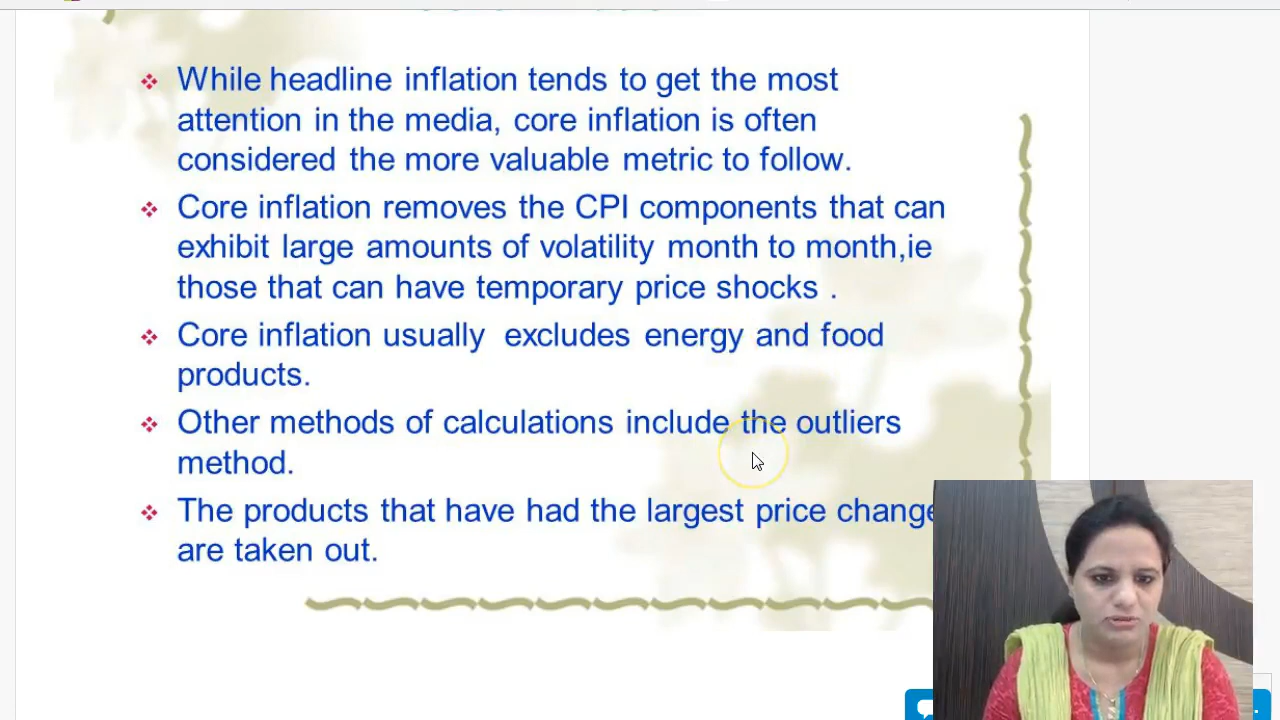 While headline inflation tends to get the most
attention in the media, core inflation is often
considered the more valuable metric to follow.
Core inflation removes the CPI components that can
exhibit large amounts of volatility month to month,ie
those that can have temporary price shocks .
Core inflation usually excludes energy and food
products.
Other methods of calculations include the outliers
method.
The products that have had the largest price change
are taken out.